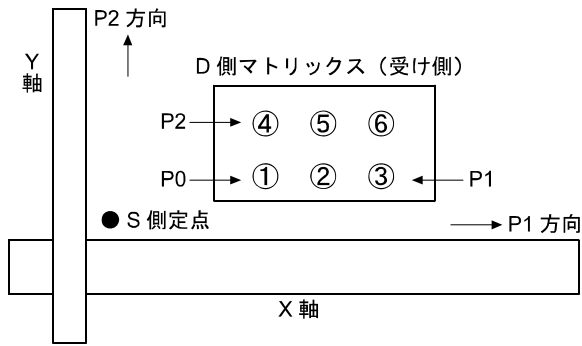 P2 方向
Y
軸
D 側マトリックス（受け側）
P2 ④ ⑤ ⑥
P0 ① ② ③ P1
S 側定点
P1 方向
X 軸